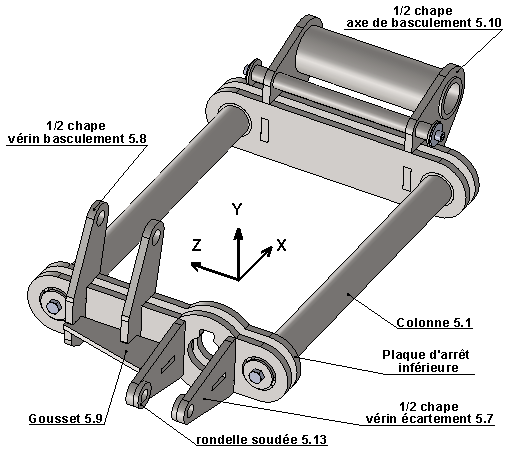 1/2 chape
axe de basculement 5.10
1/2 chape
vérin basculement 5.8
Y
Z
X
Colonne 5.1
Plaque d'arrêt
inférieure
1/2 chape
vérin écartement 5.7
Gousset 5.9
rondelle soudée 5.13